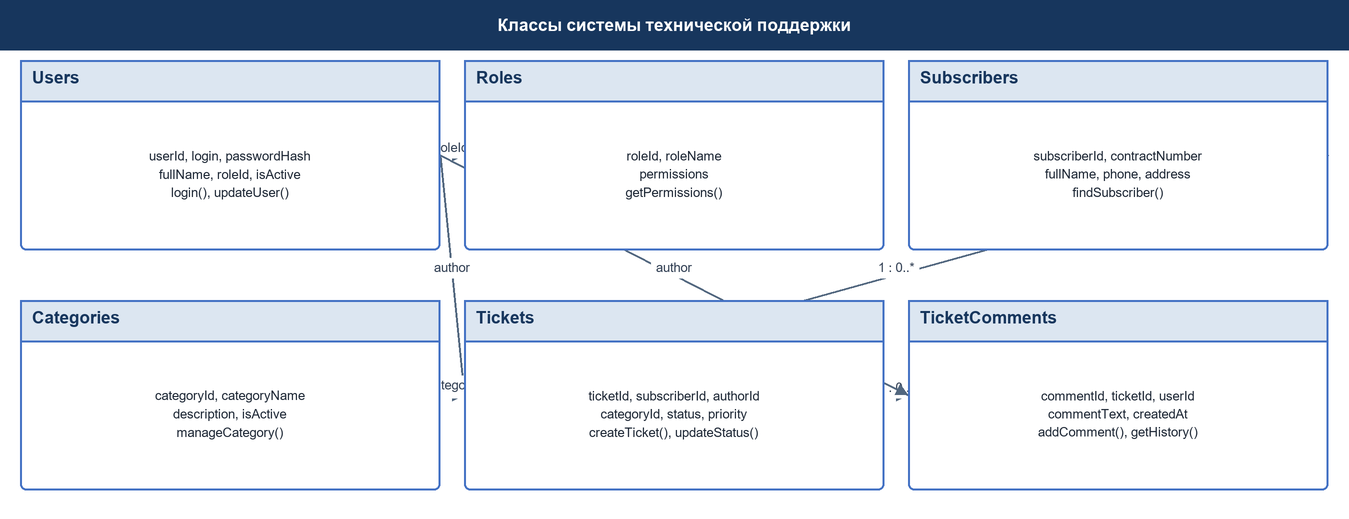 Классы системы технической поддержки
Users
userId, login, passwordHash
fullName, roleId, isActive
login(), updateUser()
Roles
roleId, roleName
permissions
getPermissions()
Subscribers
subscriberId, contractNumber
fullName, phone, address
findSubscriber()
author
author
1 : 0..*
Categories
categoryId, categoryName
description, isActive
manageCategory()
Tickets
ticketId, subscriberId, authorId
categoryId, status, priority
createTicket(), updateStatus()
TicketComments
commentId, ticketId, userId
commentText, createdAt
addComment(), getHistory()